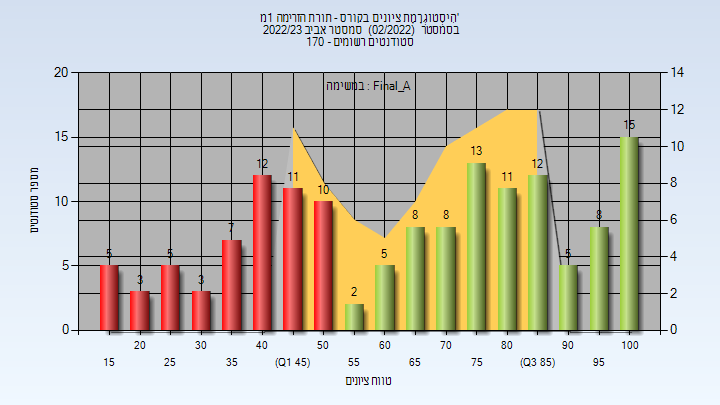 היסטוגרמת ציונים בקורס - תורת הזרימה 1מ'
בסמסטר (02/2022) סמסטר אביב 2022/23
סטודנטים רשומים - 170
במשימה : Final_A
מספר סטודנטים
20 15 10 5 0
14 12 10 8 6 4 2 0
5 3 5 3 7 12 11 10 2 5 8 8 13 11 12 5 8 15
20 30 40 50 60 70 80 90 100
15 25 35 (Q1 45) 55 65 75 (Q3 85) 95
טווח ציונים